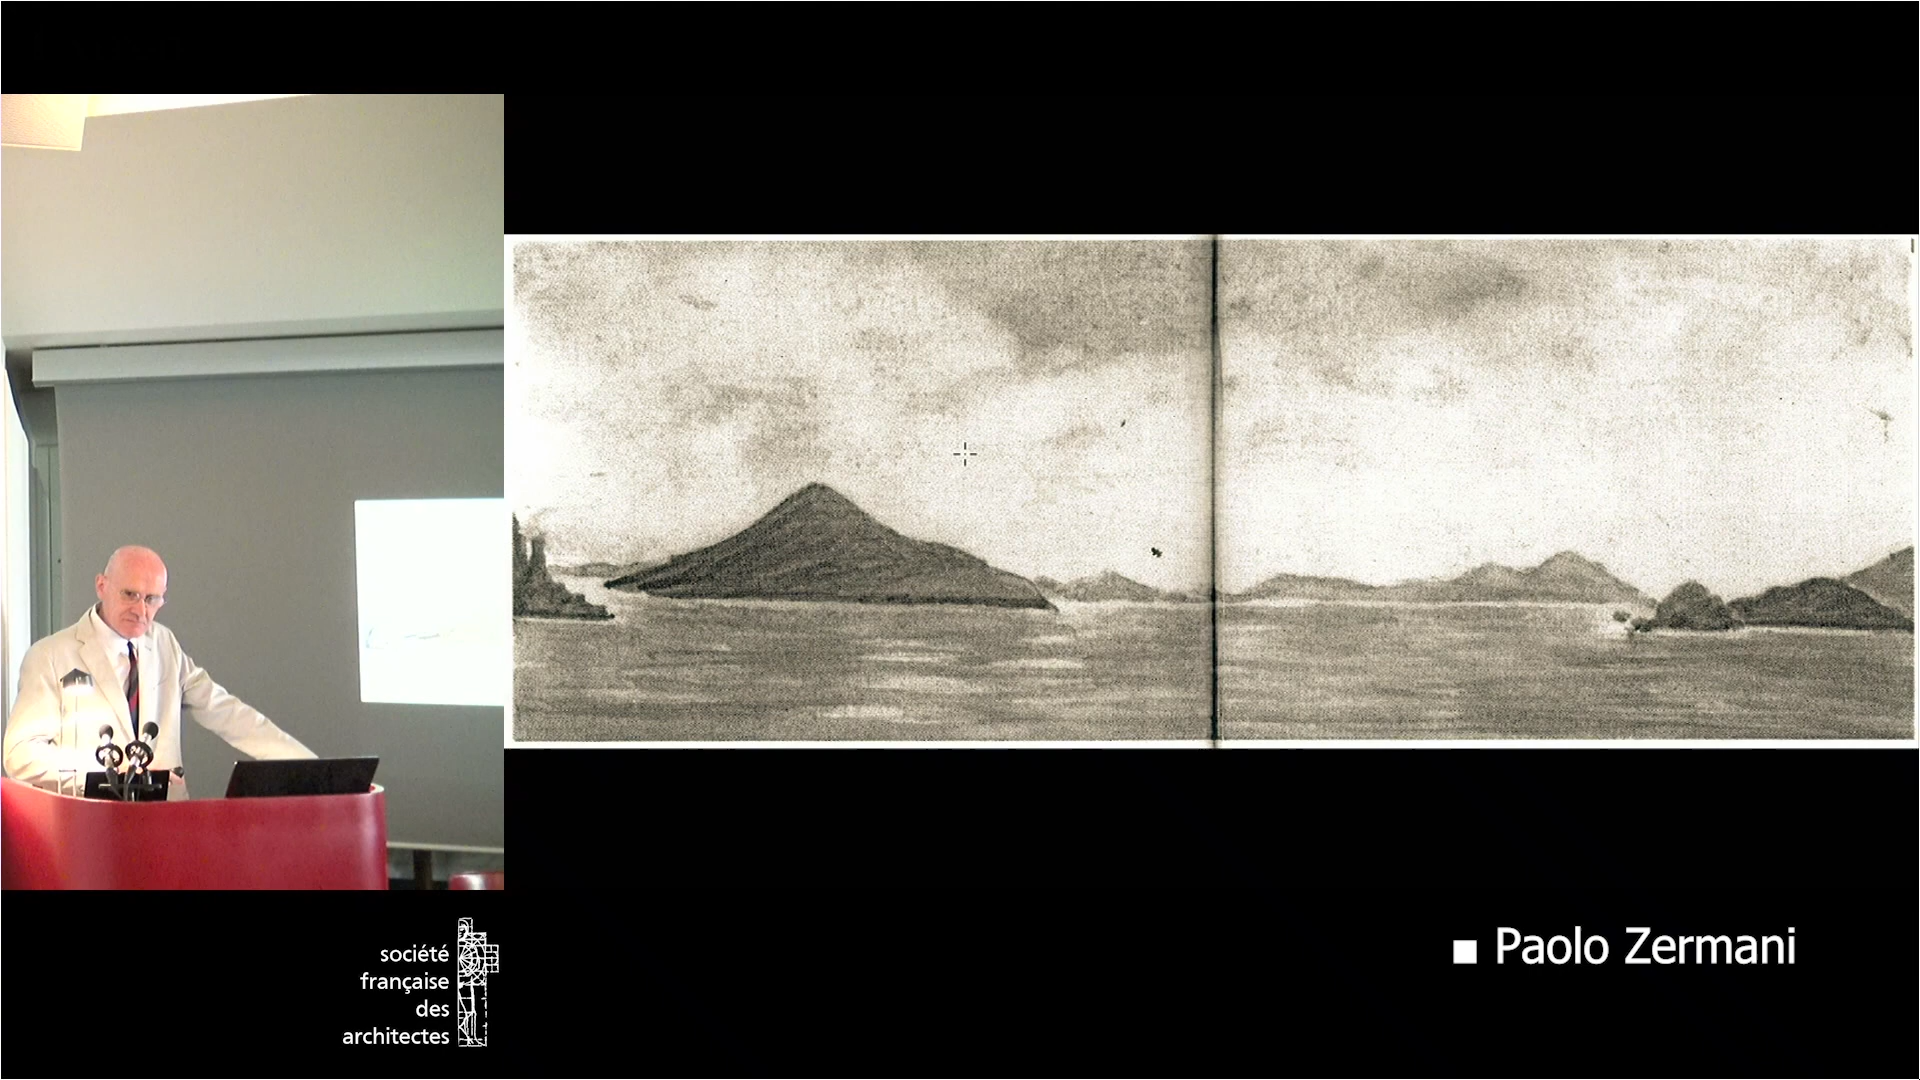 société
française
des
architectes
Paolo Zermani